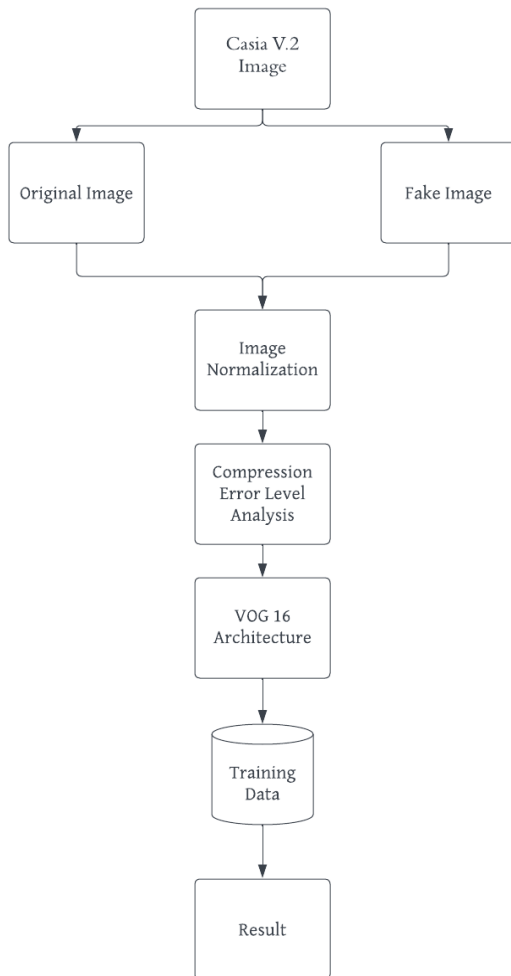 Casia V.2
Image
Original Image
Fake Image
Image
Normalization
Compression
Error Level
Analysis
VOG 16
Architecture
Training
Data
Result